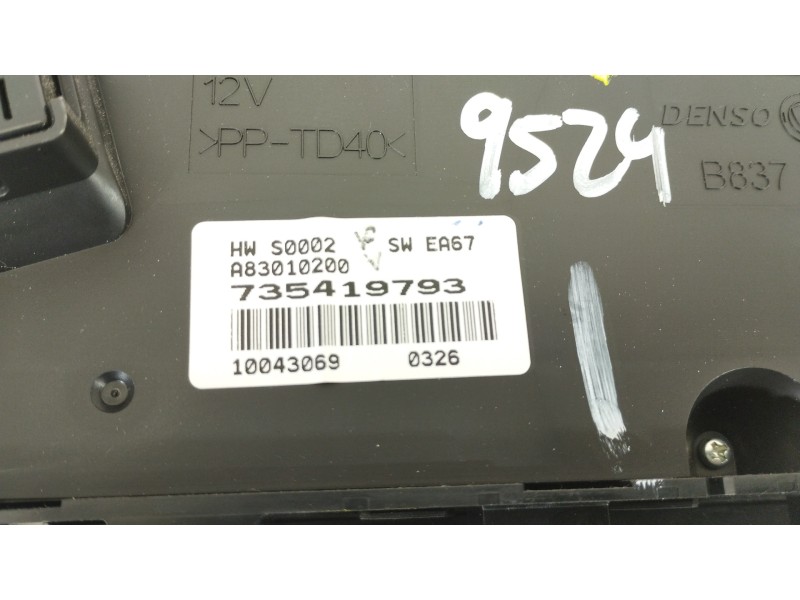 12V
>PP-TD40<
9524
DENSO
B837
HW S0002 SW EA67
A83010200
735419793
10043069 0326